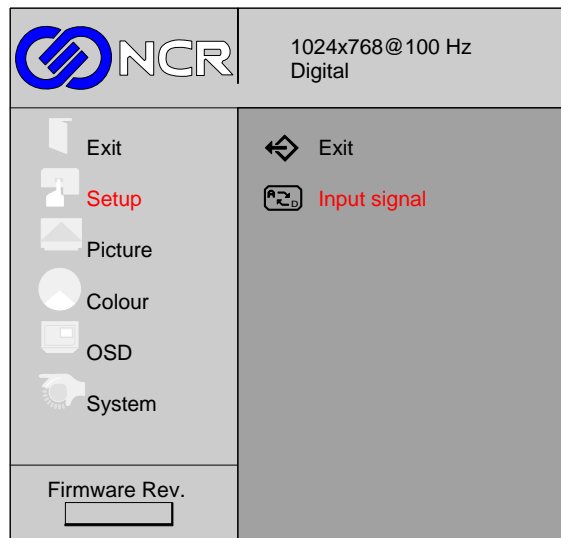 NCR
1024x768@100 Hz
Digital
Exit
Setup
Picture
Colour
OSD
System
Exit
A D
Input signal
Firmware Rev.